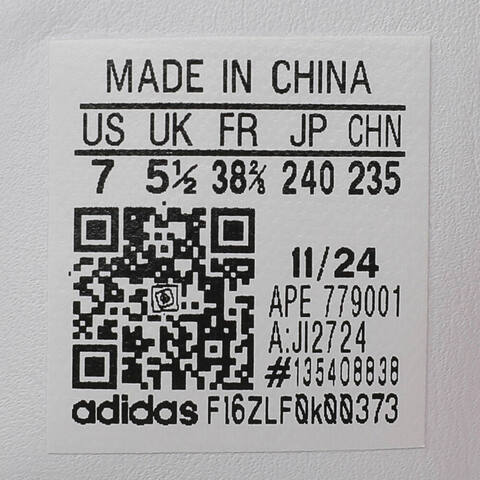 MADE IN CHINA
US UK FR JP CHN
7 5½ 38⅔ 240 235
11/24
APE 779001
A:JI2724
#135408838
adidas F16ZLF0k00373